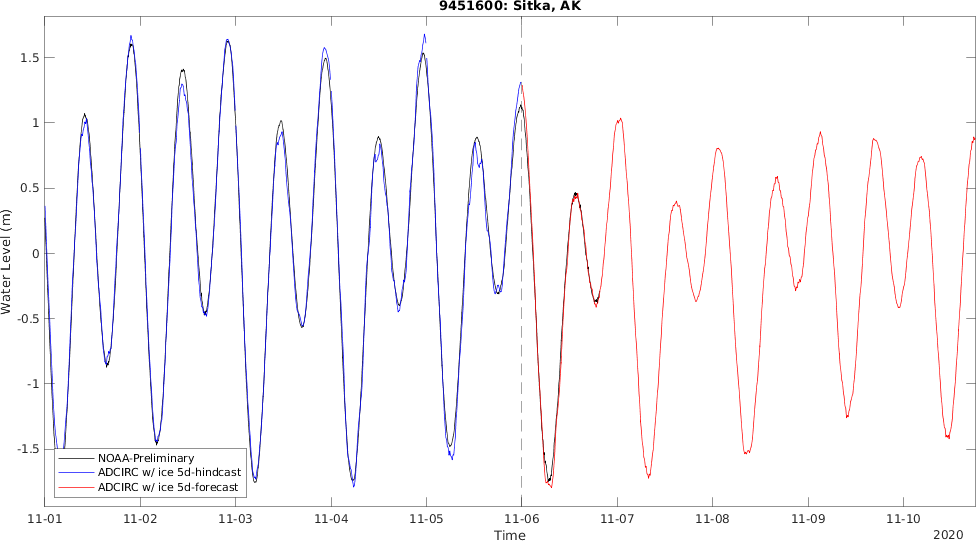 9451600: Sitka, AK
Water Level (m)
1.5
1
0.5
0
-0.5
-1
-1.5
NOAA-Preliminary
ADCIRC w/ ice 5d-hindcast
ADCIRC w/ ice 5d-forecast
11-01 11-02 11-03 11-04 11-05 11-06 11-07 11-08 11-09 11-10
Time
2020